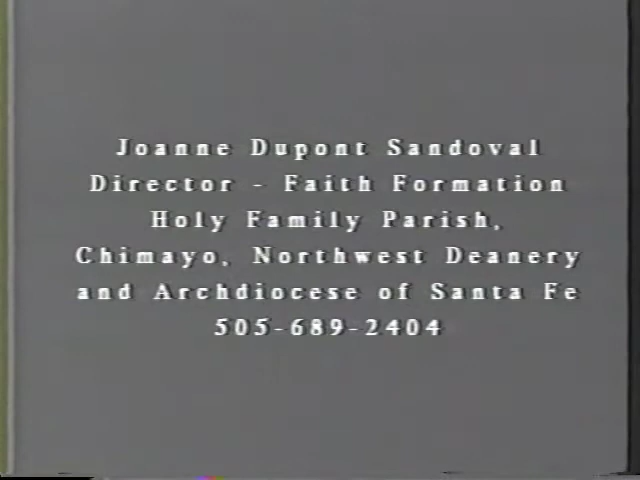 Joanne Dupont Sandoval
Director - Faith Formation
Holy Family Parish,
Chimayo, Northwest Deanery
and Archdiocese of Santa Fe
505-689-2404